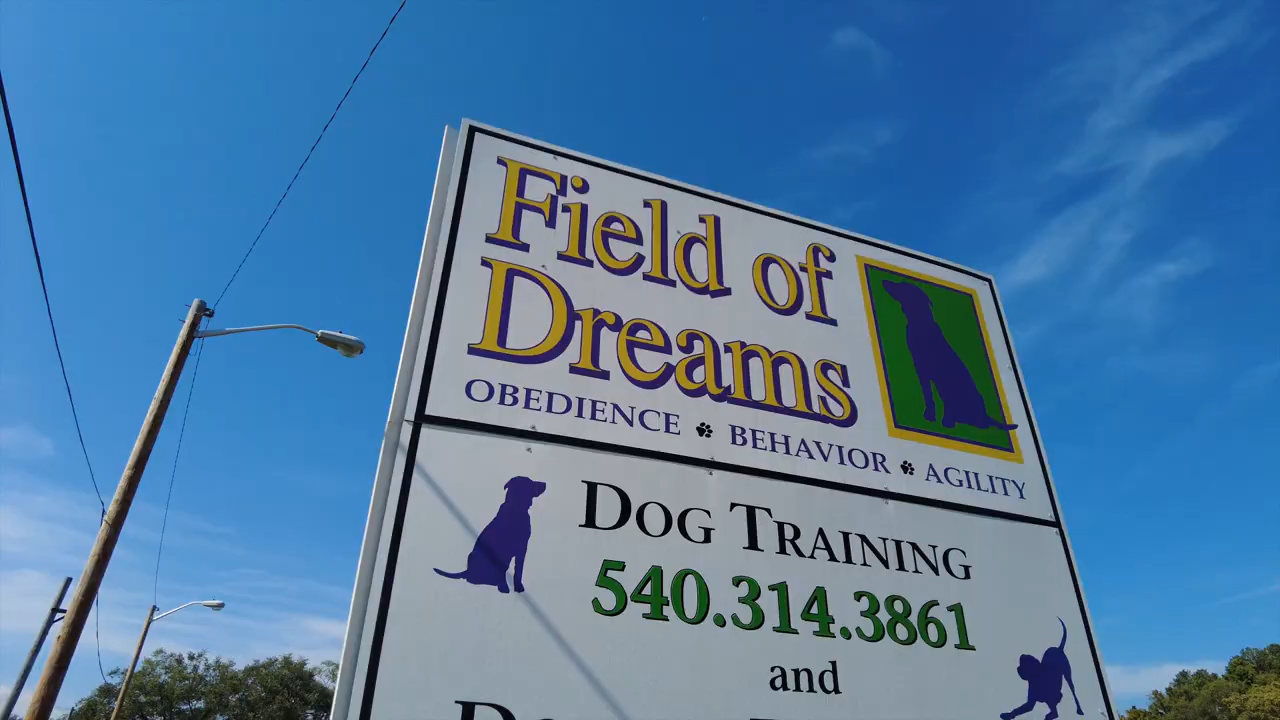 Field of
Dreams
OBEDIENCE BEHAVIOR AGILITY
DOG TRAINING
540.314.3861
and